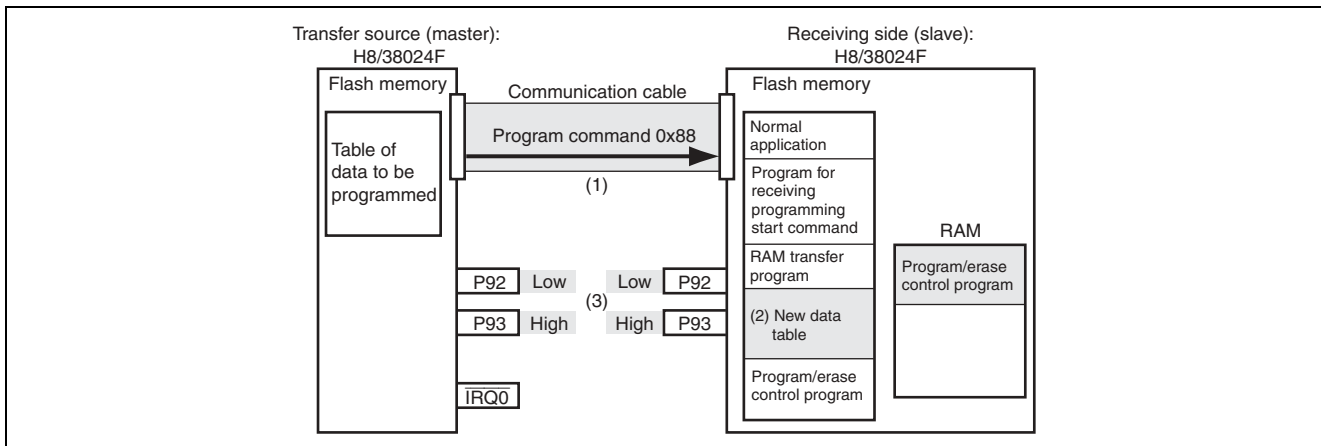 Transfer source (master):
H8/38024F
Flash memory
Table of
data to be
programmed
Communication cable
Program command 0x88
(1)
P92 Low
P93 High
(3)
IRQ0
Receiving side (slave):
H8/38024F
Flash memory
Low P92
High P93
Normal
application
Program for
receiving
programming
start command
RAM transfer
program
(2) New data
table
Program/erase
control program
RAM
Program/erase
control program